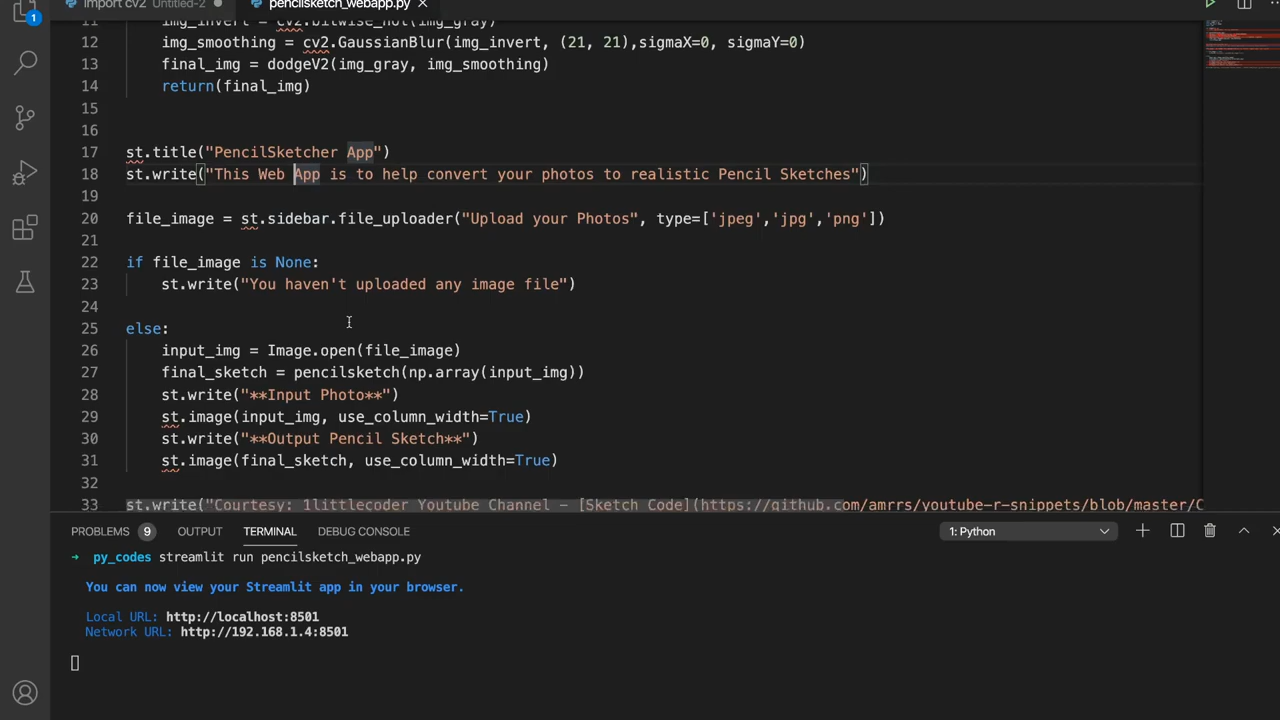 import cv2 Untitled-2
pencilsketch_webapp.py
1
11 img_invert = cv2.bitwise_not(img_gray)
12 img_smoothing = cv2.GaussianBlur(img_invert, (21, 21),sigmaX=0, sigmaY=0)
13 final_img = dodgeV2(img_gray, img_smoothing)
14 return(final_img)
15
16
17 st.title("PencilSketcher App")
18 st.write("This Web App is to help convert your photos to realistic Pencil Sketches")
19
20 file_image = st.sidebar.file_uploader("Upload your Photos", type=['jpeg','jpg','png'])
21
22 if file_image is None:
23 st.write("You haven't uploaded any image file")
24
25 else:
26 input_img = Image.open(file_image)
27 final_sketch = pencilsketch(np.array(input_img))
28 st.write("**Input Photo**")
29 st.image(input_img, use_column_width=True)
30 st.write("**Output Pencil Sketch**")
31 st.image(final_sketch, use_column_width=True)
32
33 st.write("Courtesy: 1littlecoder Youtube Channel - [Sketch Code](https://github.com/amrrs/youtube-r-snippets/blob/master/C
PROBLEMS 9 OUTPUT TERMINAL DEBUG CONSOLE 1: Python
→ py_codes streamlit run pencilsketch_webapp.py
You can now view your Streamlit app in your browser.
Local URL: http://localhost:8501
Network URL: http://192.168.1.4:8501